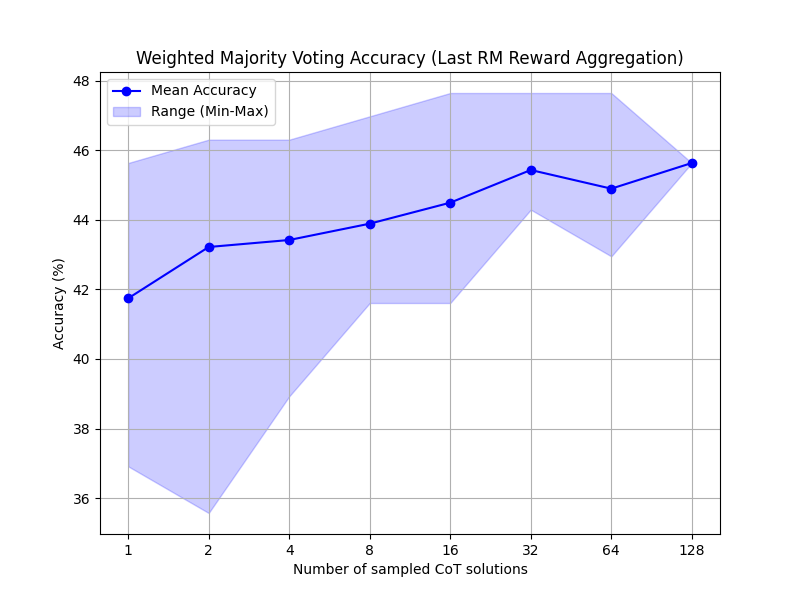 Weighted Majority Voting Accuracy (Last RM Reward Aggregation)
Mean Accuracy
Range (Min-Max)
48
46
44
42
40
38
36
Accuracy (%)
1 2 4 8 16 32 64 128
Number of sampled CoT solutions